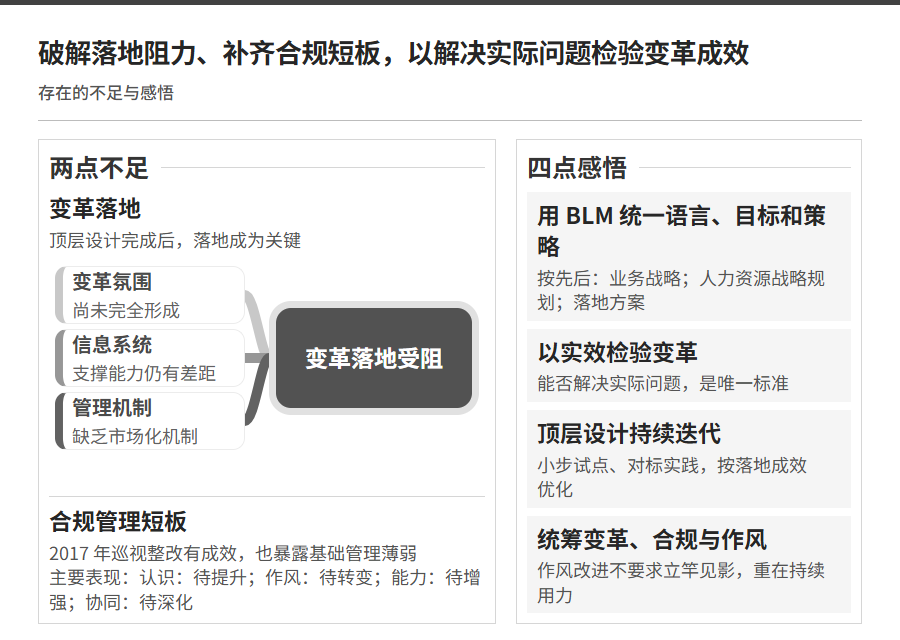 破解落地阻力、补齐合规短板，以解决实际问题检验变革成效
存在的不足与感悟
两点不足
变革落地
顶层设计完成后，落地成为关键
变革氛围
尚未完全形成
信息系统
支撑能力仍有差距
管理机制
缺乏市场化机制
变革落地受阻
合规管理短板
2017 年巡视整改有成效，也暴露基础管理薄弱
主要表现：认识：待提升；作风：待转变；能力：待增
强；协同：待深化
四点感悟
用 BLM 统一语言、目标和策
略
按先后：业务战略；人力资源战略规
划；落地方案
以实效检验变革
能否解决实际问题，是唯一标准
顶层设计持续迭代
小步试点、对标实践，按落地成效
优化
统筹变革、合规与作风
作风改进不要求立竿见影，重在持续
用力